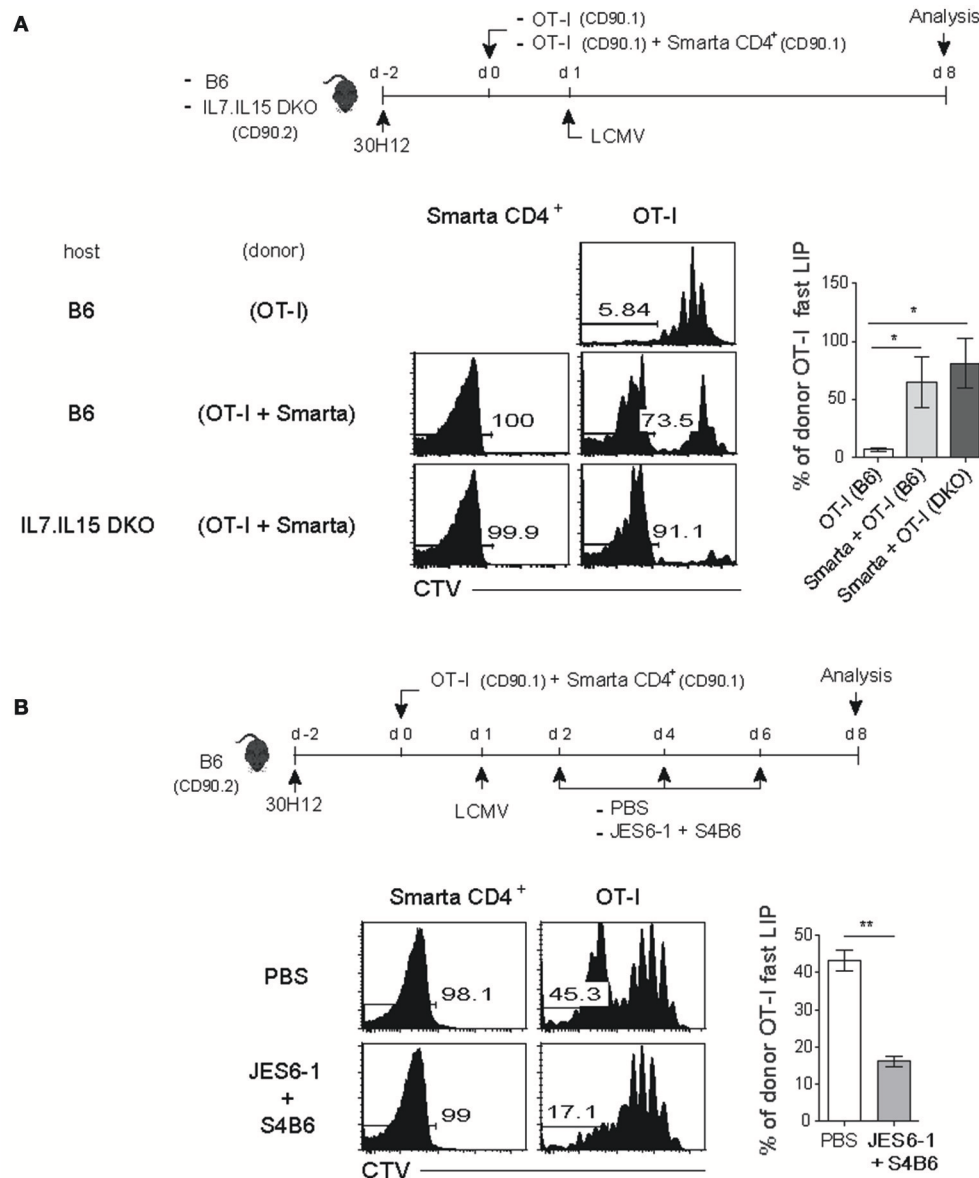 A
- OT-I (CD90.1)
- OT-I (CD90.1) + Smarta CD4⁺ (CD90.1)
Analysis
d -2 d 0 d 1 d 8
- B6
- IL7.IL15 DKO
(CD90.2)
30H12
LCMV
Smarta CD4⁺ OT-I
host (donor)
B6 (OT-I)
5.84
B6 (OT-I + Smarta)
100 73.5
IL7.IL15 DKO (OT-I + Smarta)
99.9 91.1
CTV
% of donor OT-I fast LIP
150
100
50
0
*
*
OT-I (B6)
Smarta + OT-I (B6)
Smarta + OT-I (DKO)
B
OT-I (CD90.1) + Smarta CD4⁺ (CD90.1)
Analysis
d -2 d 0 d 1 d 2 d 4 d 6 d 8
B6
(CD90.2)
30H12
LCMV
- PBS
- JES6-1 + S4B6
Smarta CD4⁺ OT-I
PBS
98.1 45.3
JES6-1
+
S4B6
99 17.1
CTV
% of donor OT-I fast LIP
50
40
30
20
10
0
**
PBS JES6-1
+ S4B6